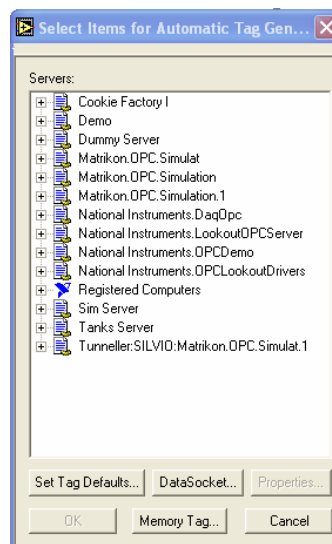 Select Items for Automatic Tag Gen...
Servers:
Cookie Factory I
Demo
Dummy Server
Matrikon.OPC.Simulat
Matrikon.OPC.Simulation
Matrikon.OPC.Simulation.1
National Instruments.DaqOpc
National Instruments.LookoutOPCServer
National Instruments.OPCDemo
National Instruments.OPCLookoutDrivers
Registered Computers
Sim Server
Tanks Server
Tunneller:SILVIO:Matrikon.OPC.Simulat.1
Set Tag Defaults... DataSocket... Properties...
OK Memory Tag... Cancel